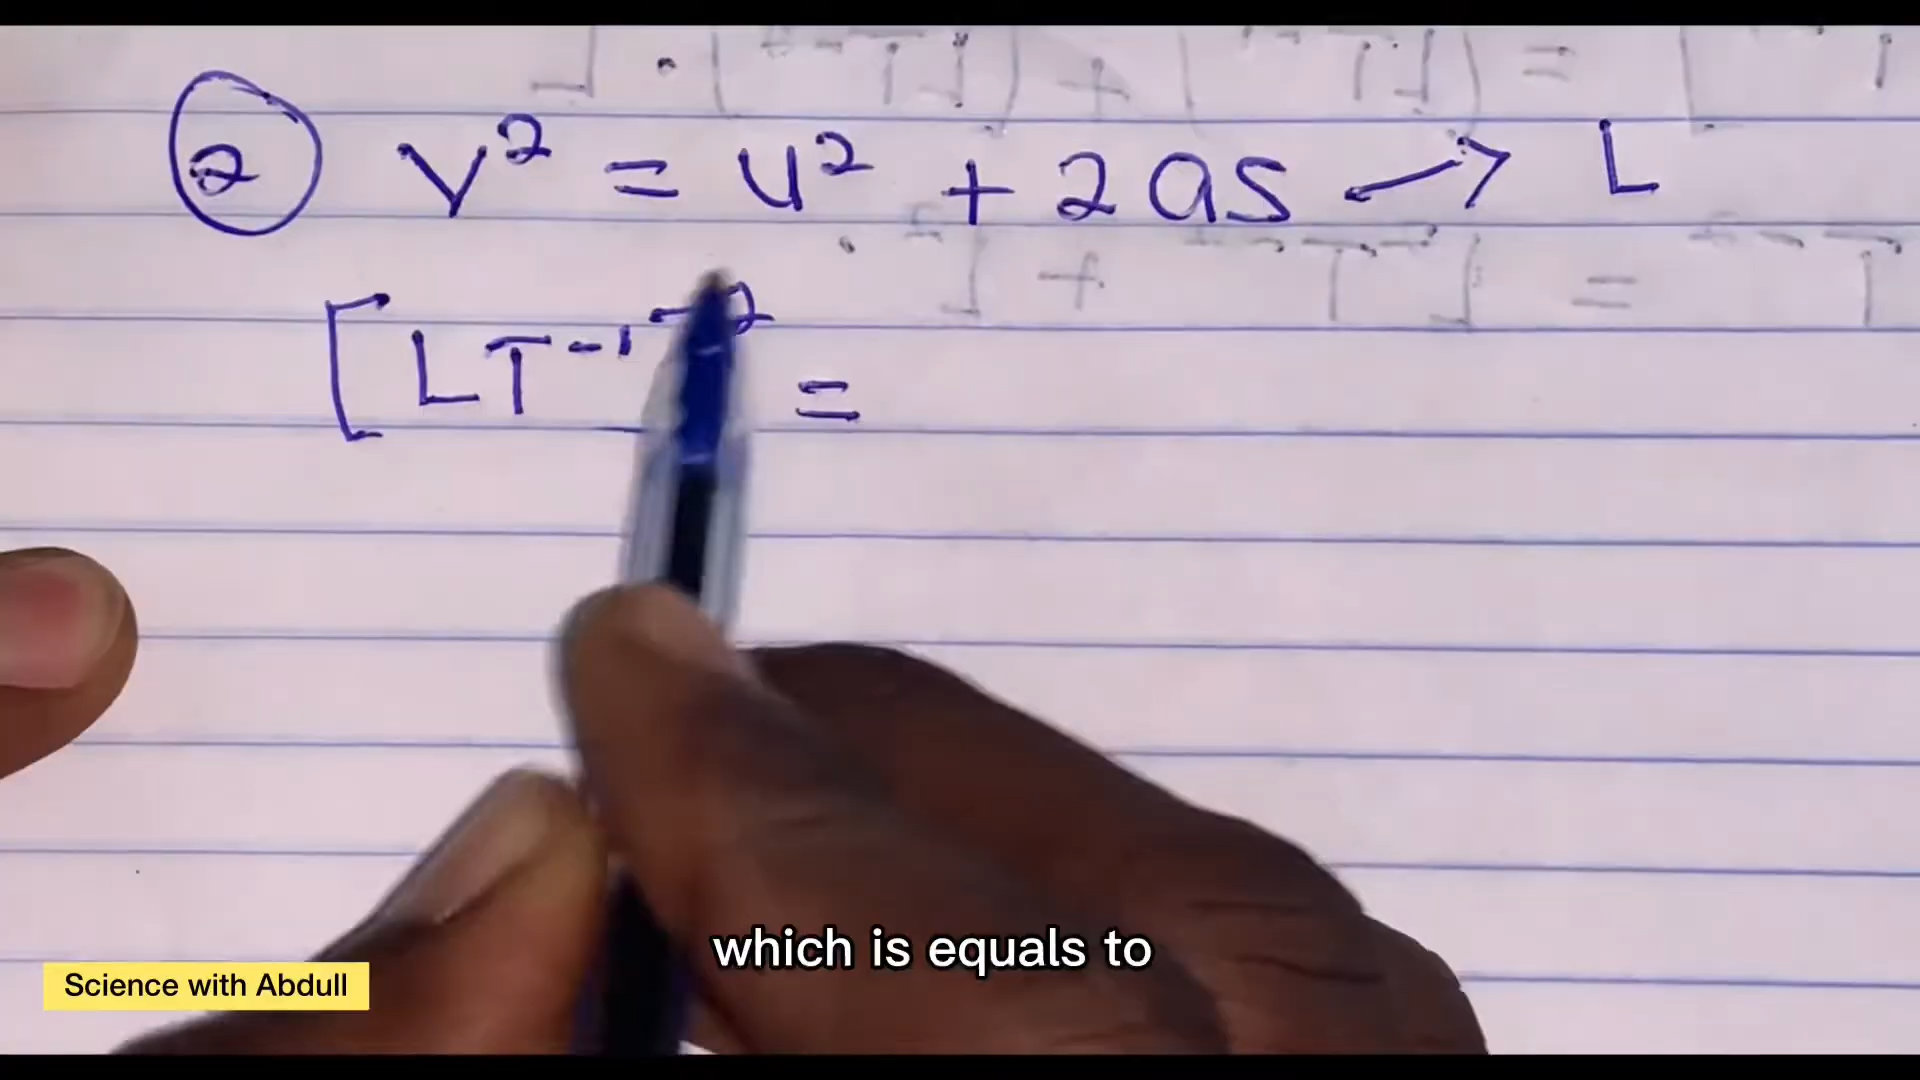 ② v² = u² + 2as → L
[LT⁻¹]² =
which is equals to
Science with Abdull